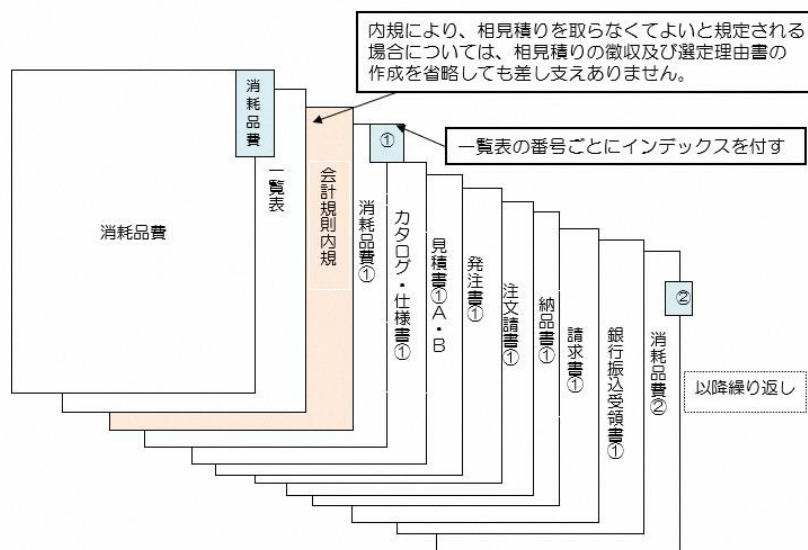 内規により、相見積りを取らなくてよいと規定される
場合については、相見積りの徴収及び選定理由書の
作成を省略しても差し支えありません。
一覧表の番号ごとにインデックスを付す
消耗品費
消耗品費
一覧表
会計規則内規
①
消耗品費①
カタログ・仕様書①
見積書①A・B
発注書①
注文請書①
納品書①
請求書①
銀行振込受領書①
消耗品費②
②
以降繰り返し